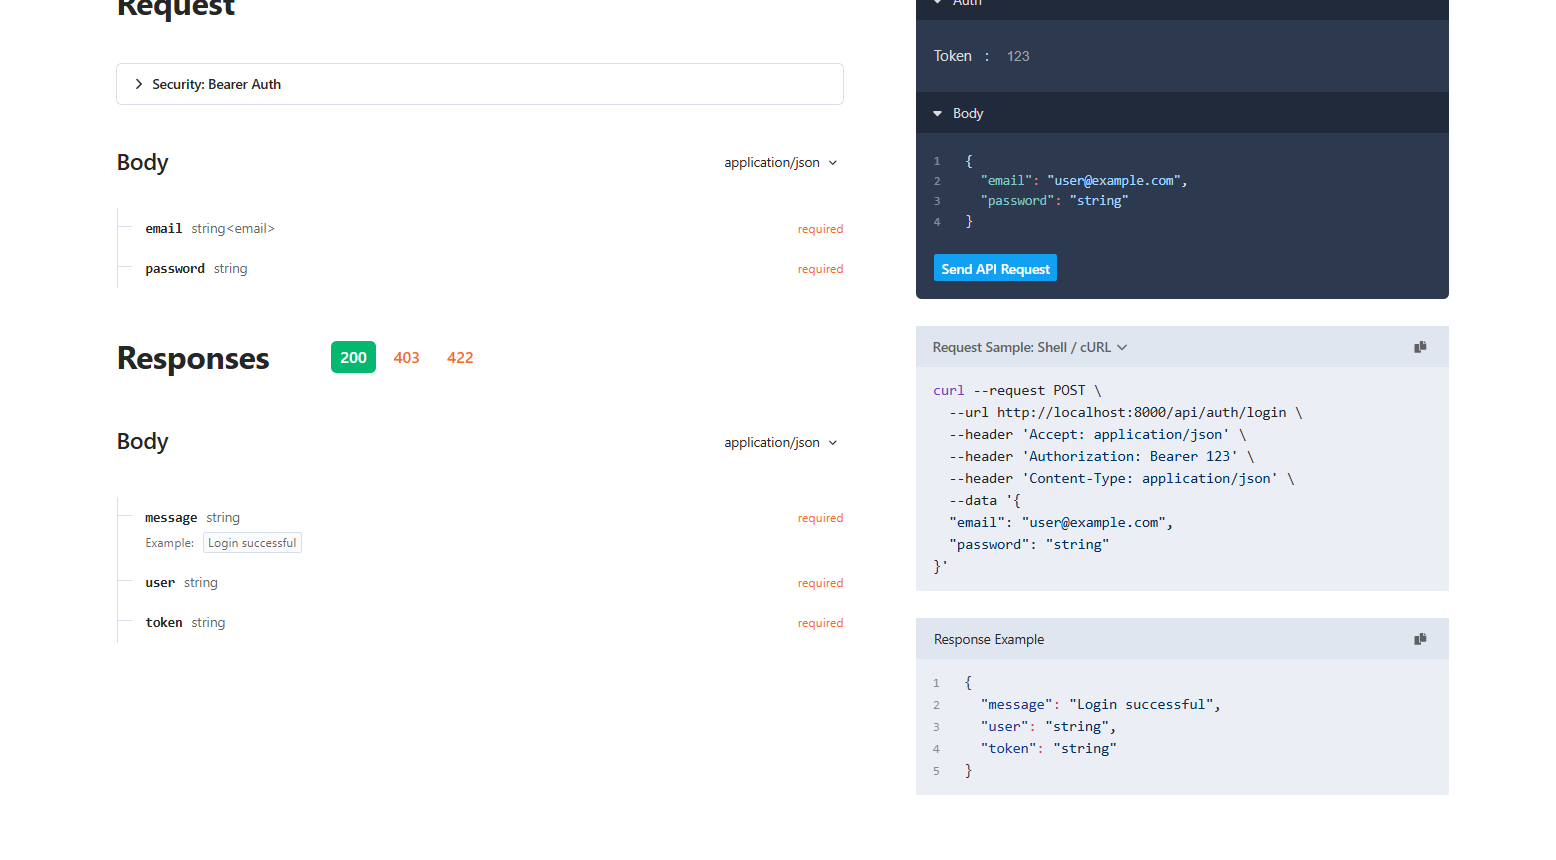 Request
Security: Bearer Auth
Body
application/json
email string<email>
required
password string
required
Responses
200
403
422
Body
application/json
message string
required
Example: Login successful
user string
required
token string
required
Auth
Token : 123
Body
1 {
2 "email": "user@example.com",
3 "password": "string"
4 }
Send API Request
Request Sample: Shell / cURL
curl --request POST \
--url http://localhost:8000/api/auth/login \
--header 'Accept: application/json' \
--header 'Authorization: Bearer 123' \
--header 'Content-Type: application/json' \
--data '{
"email": "user@example.com",
"password": "string"
}'
Response Example
1 {
2 "message": "Login successful",
3 "user": "string",
4 "token": "string"
5 }